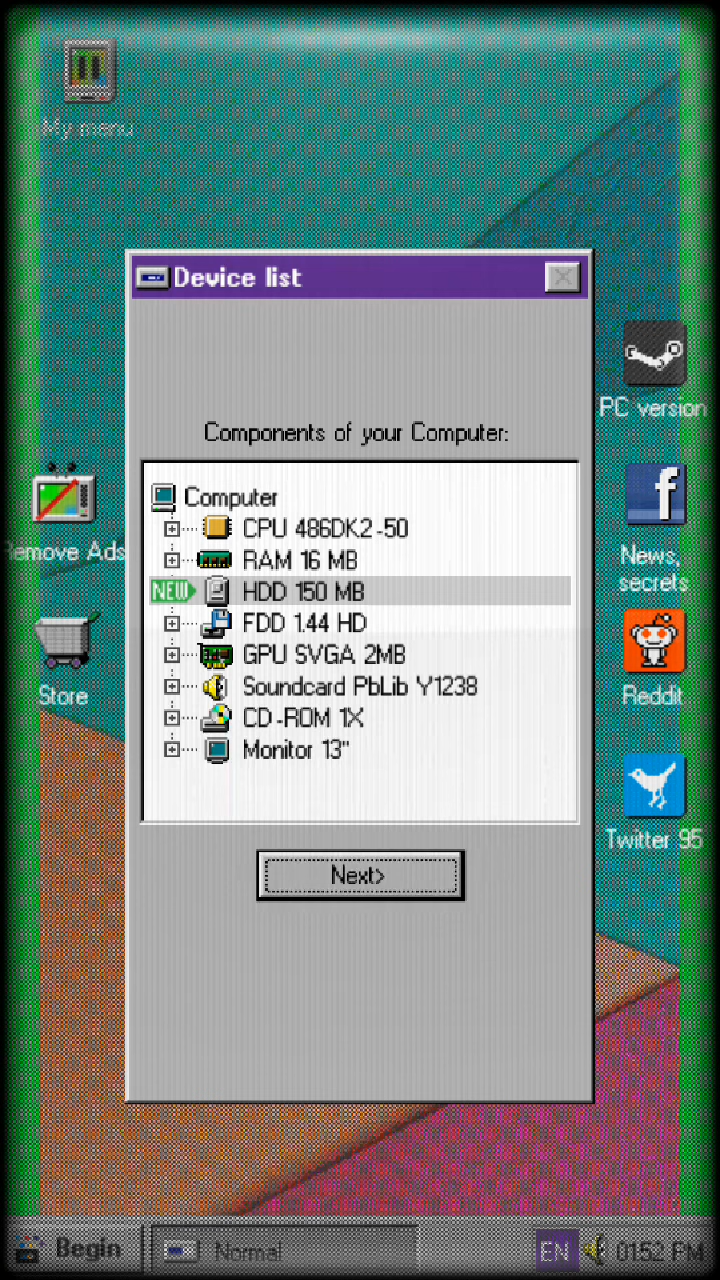 My menu
Device list
PC version
Components of your Computer:
Computer
CPU 486DK2-50
RAM 16 MB
NEW HDD 150 MB
FDD 1.44 HD
GPU SVGA 2MB
Soundcard PbLib Y1238
CD-ROM 1X
Monitor 13"
Remove Ads
News,
secrets
Store
Reddit
Twitter 95
Next>
Begin
Normal
EN
01:52 PM